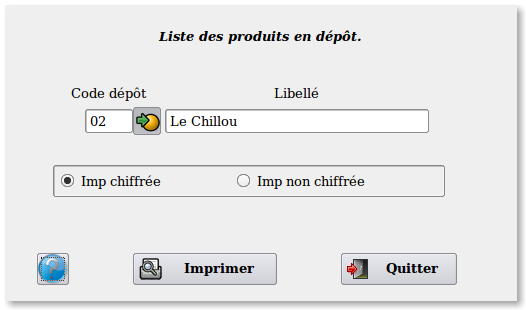 Liste des produits en dépôt.
Code dépôt Libellé
02 Le Chillou
Imp chiffrée Imp non chiffrée
Imprimer Quitter